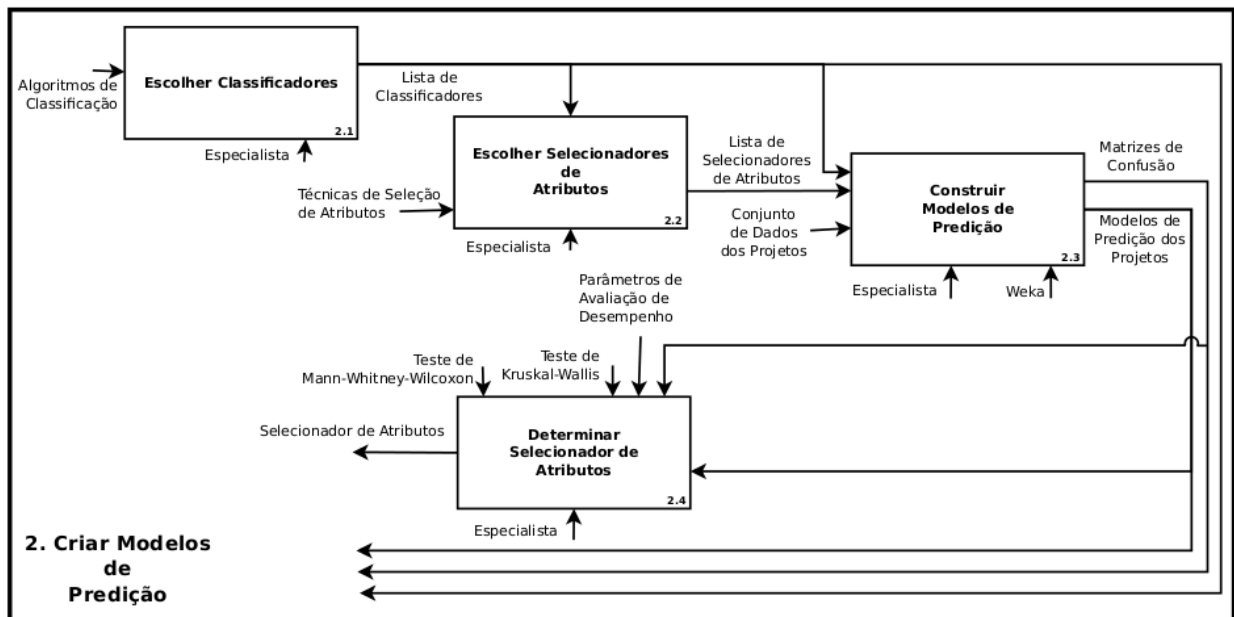 Escolher Classificadores
2.1
Algoritmos de
Classificação
Especialista
Lista de
Classificadores
Escolher Selecionadores
de
Atributos
2.2
Técnicas de Seleção
de Atributos
Especialista
Lista de
Selecionadores
de Atributos
Conjunto
de Dados
dos Projetos
Construir
Modelos de
Predição
2.3
Matrizes de
Confusão
Modelos de
Predição dos
Projetos
Especialista
Weka
Parâmetros de
Avaliação de
Desempenho
Teste de
Mann-Whitney-Wilcoxon
Teste de
Kruskal-Wallis
Selecionador de Atributos
Determinar
Selecionador de
Atributos
2.4
Especialista
2. Criar Modelos
de
Predição